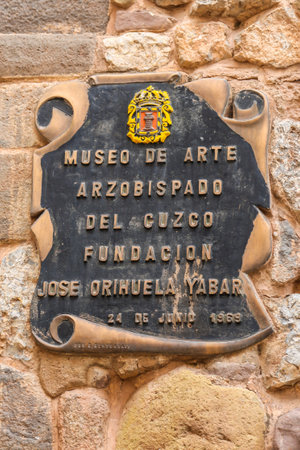 MUSEO DE ARTE
ARZOBISPADO
DEL CUZCO
FUNDACION
JOSE ORIHUELA YABAR
24 DE JUNIO 1969